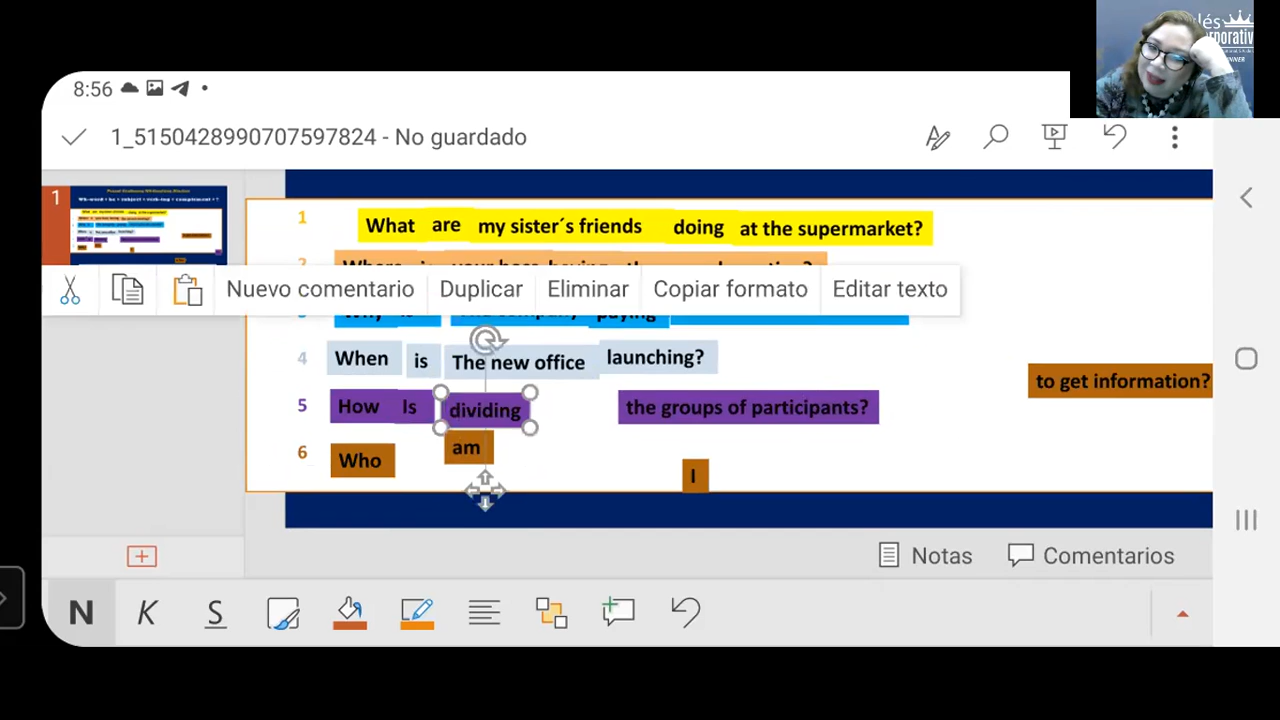 8:56
1_5150428990707597824 - No guardado
1
1 What are my sister´s friends doing at the supermarket?
Nuevo comentario Duplicar Eliminar Copiar formato Editar texto
4 When is The new office launching?
to get information?
5 How Is dividing the groups of participants?
6 Who am I
Notas Comentarios
N K S